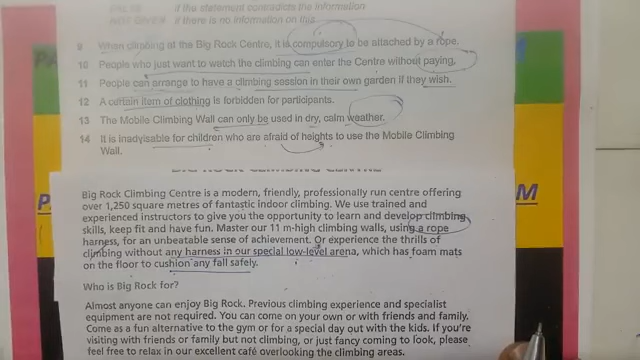 if the statement contradicts the information
NOT GIVEN if there is no information on this
9 When climbing at the Big Rock Centre, it is compulsory to be attached by a rope.
10 People who just want to watch the climbing can enter the Centre without paying,
11 People can arrange to have a climbing session in their own garden if they wish.
12 A certain item of clothing is forbidden for participants.
13 The Mobile Climbing Wall can only be used in dry, calm weather.
14 It is inadvisable for children who are afraid of heights to use the Mobile Climbing
Wall.
BIG ROCK CLIMBING CENTRE
Big Rock Climbing Centre is a modern, friendly, professionally run centre offering
over 1,250 square metres of fantastic indoor climbing. We use trained and
experienced instructors to give you the opportunity to learn and develop climbing
skills, keep fit and have fun. Master our 11 m-high climbing walls, using a rope
harness, for an unbeatable sense of achievement. Or experience the thrills of
climbing without any harness in our special low-level arena, which has foam mats
on the floor to cushion any fall safely.
Who is Big Rock for?
Almost anyone can enjoy Big Rock. Previous climbing experience and specialist
equipment are not required. You can come on your own or with friends and family.
Come as a fun alternative to the gym or for a special day out with the kids. If you're
visiting with friends or family but not climbing, or just fancy coming to look, please
feel free to relax in our excellent café overlooking the climbing areas.